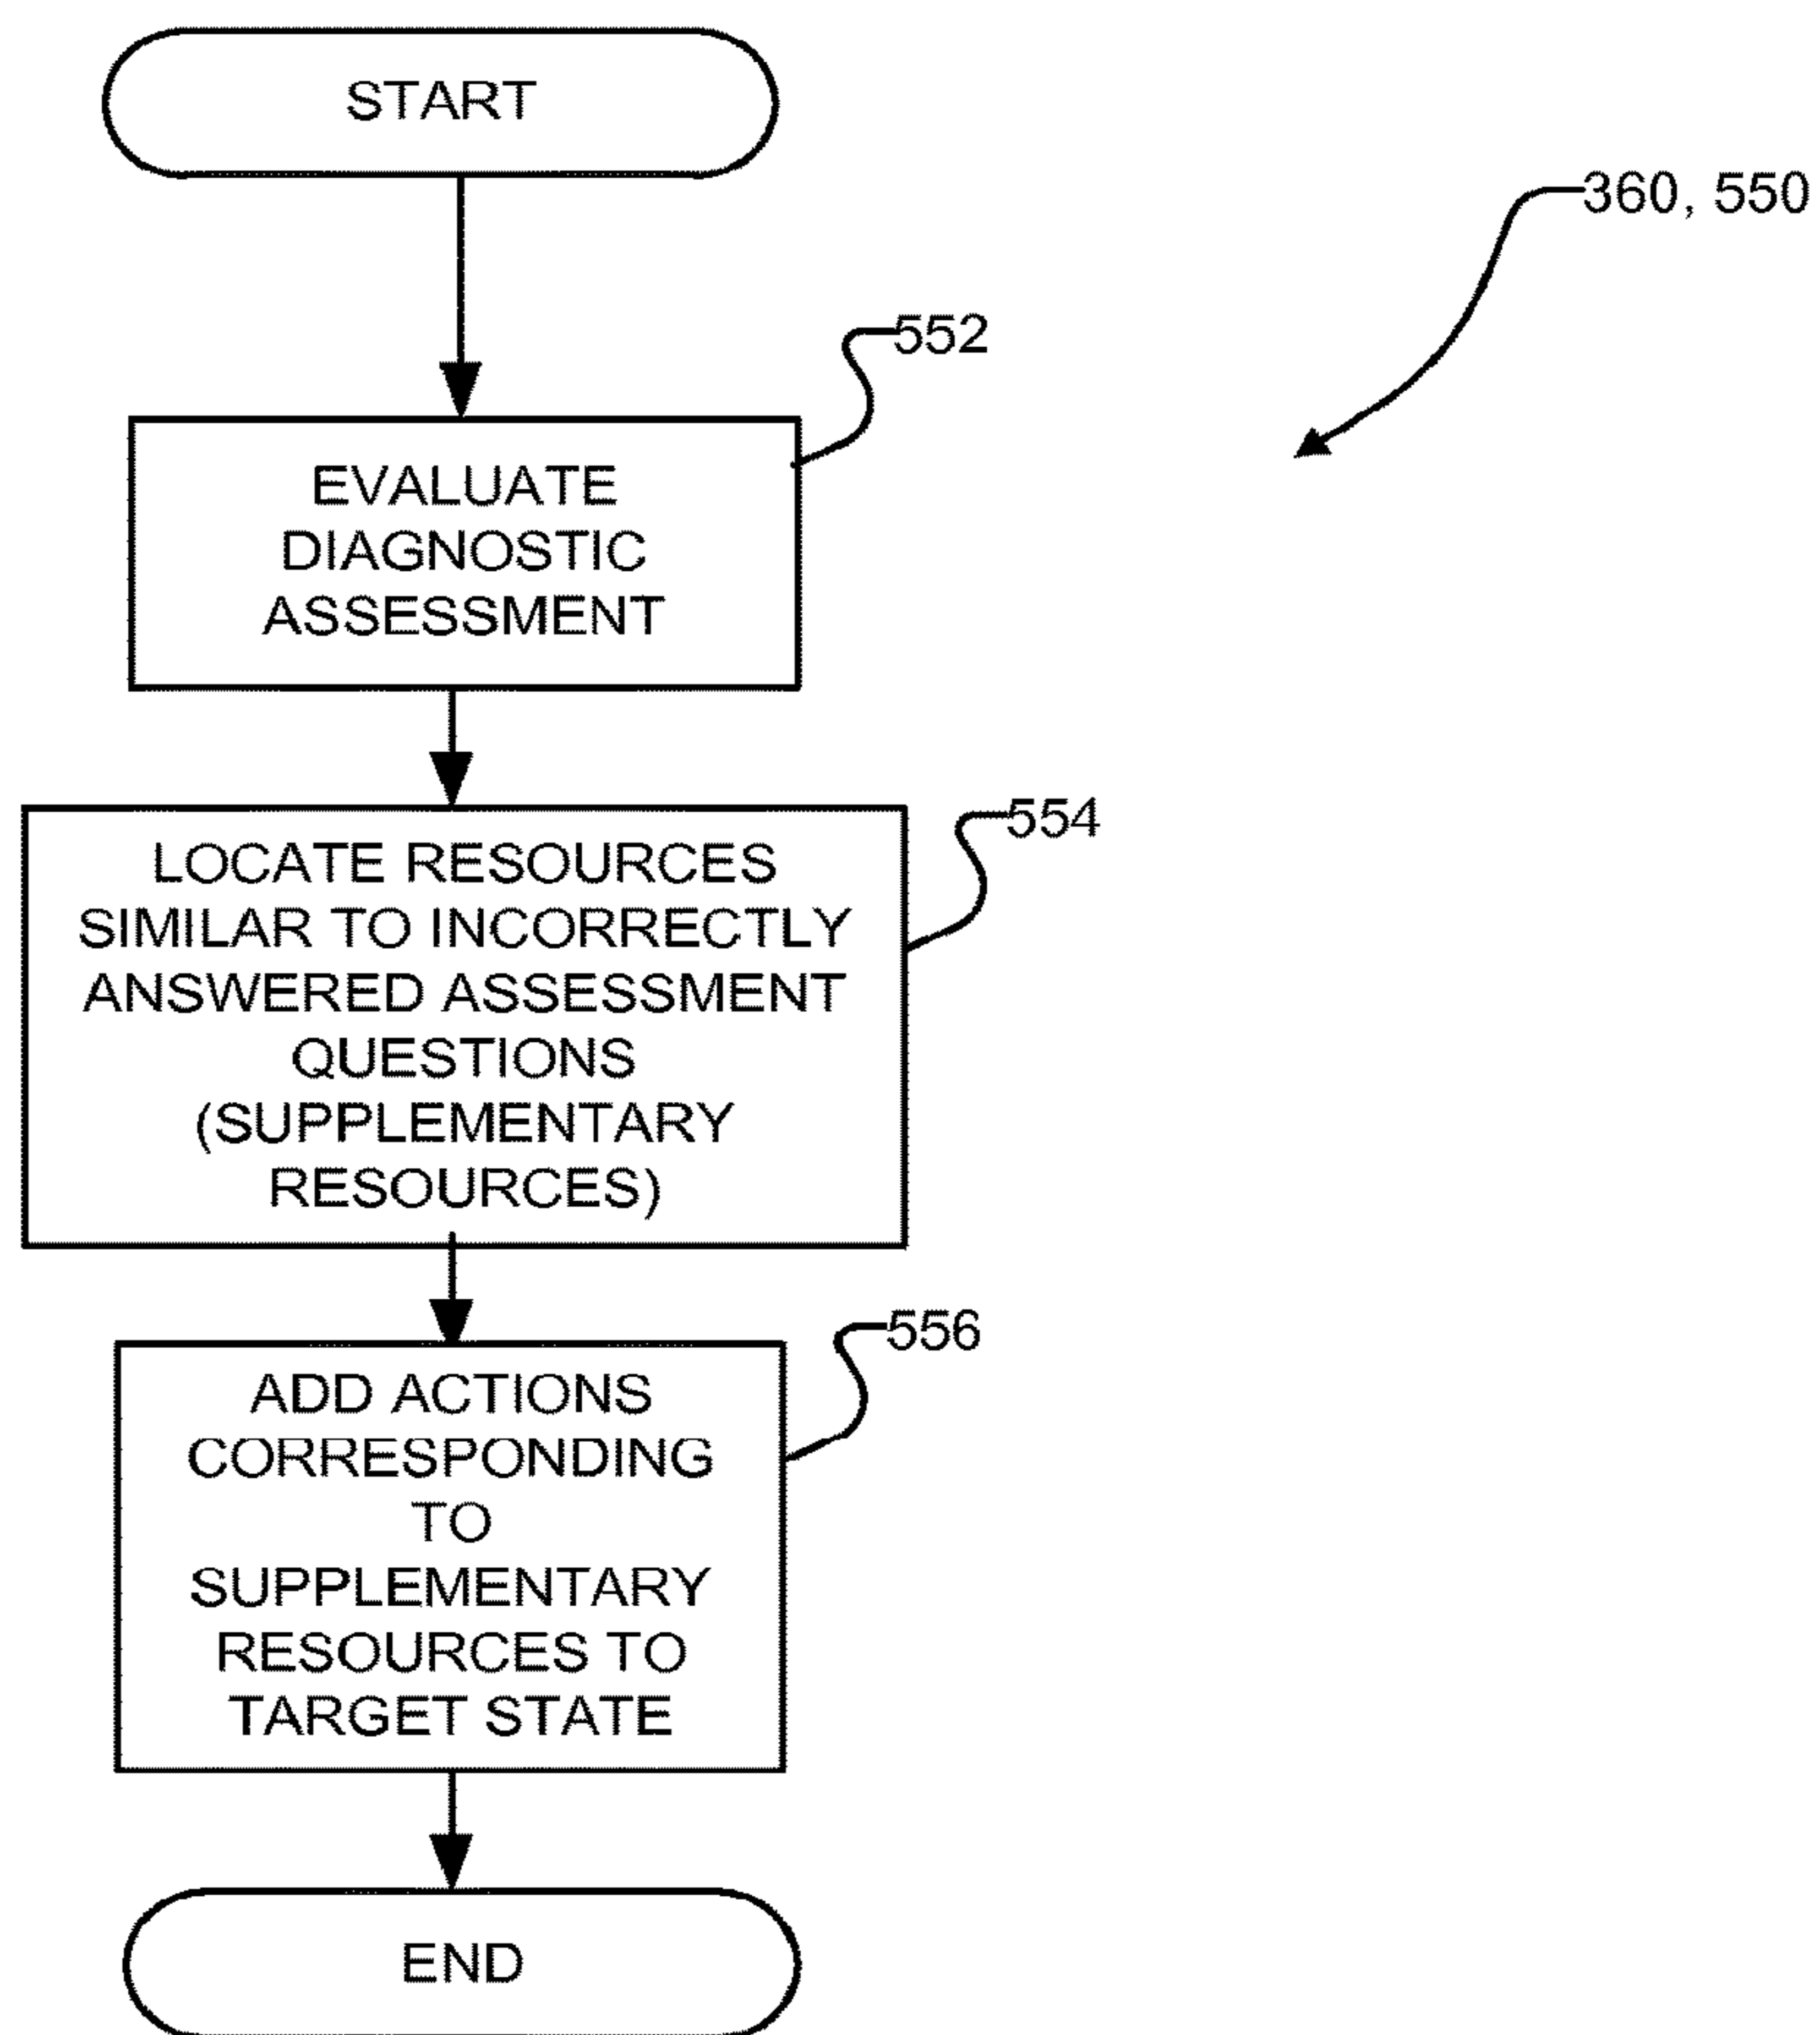 START
360, 550
552
EVALUATE
DIAGNOSTIC
ASSESSMENT
554
LOCATE RESOURCES
SIMILAR TO INCORRECTLY
ANSWERED ASSESSMENT
QUESTIONS
(SUPPLEMENTARY
RESOURCES)
556
ADD ACTIONS
CORRESPONDING
TO
SUPPLEMENTARY
RESOURCES TO
TARGET STATE
END